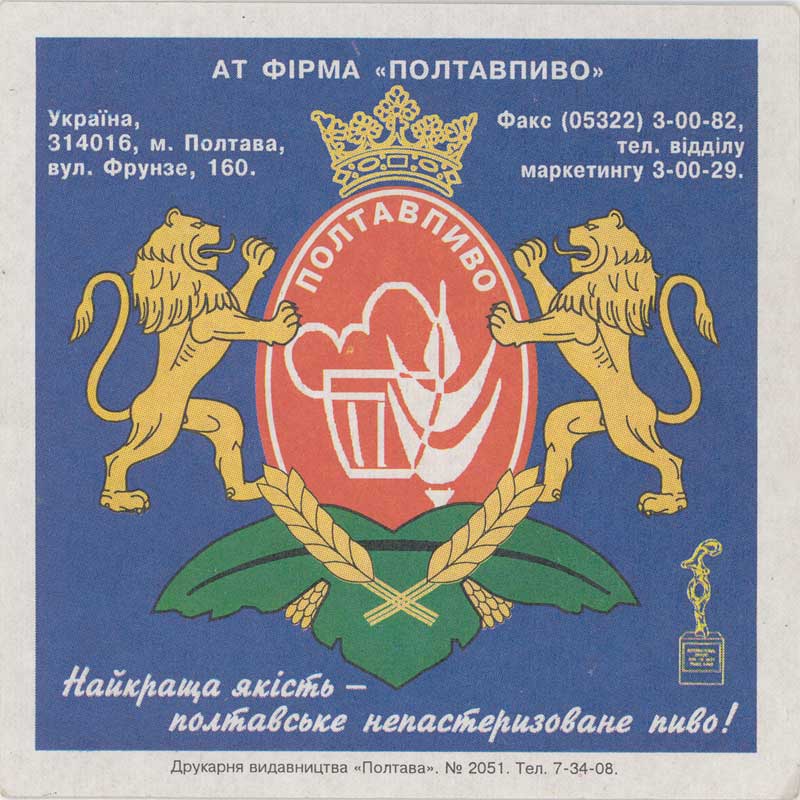 АТ ФІРМА «ПОЛТАВПИВО»
Україна,
314016, м. Полтава,
вул. Фрунзе, 160.
Факс (05322) 3-00-82,
тел. відділу
маркетингу 3-00-29.
ПОЛТАВПИВО
Найкраща якість –
полтавське непастеризоване пиво!
Друкарня видавництва «Полтава». № 2051. Тел. 7-34-08.